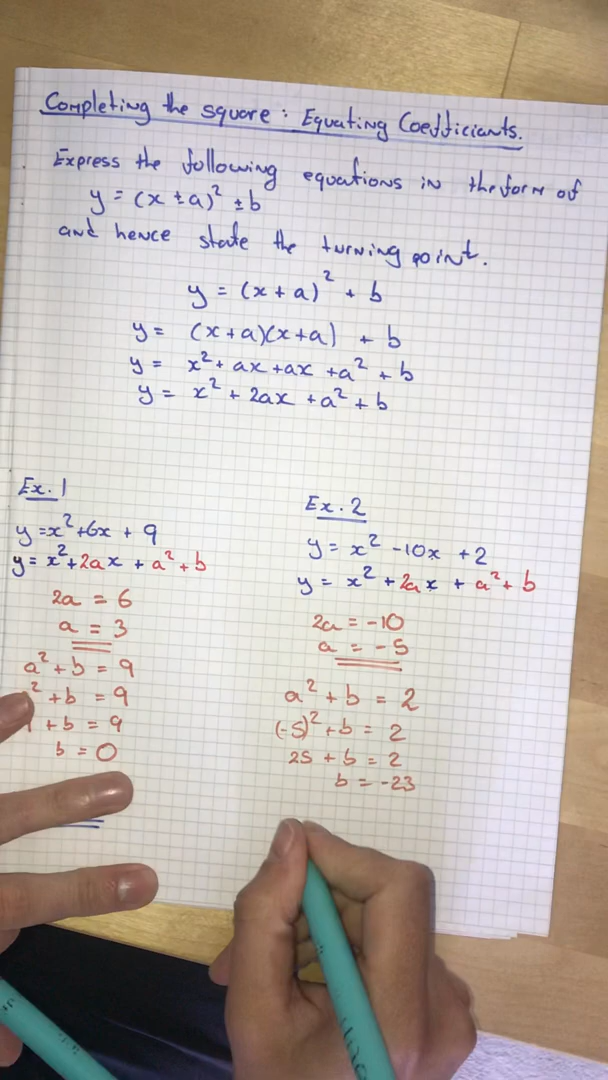 Completing the square : Equating Coefficiants.
Express the following equations in the form of
y = (x ± a)² ± b
and hence state the turning point.
y = (x + a)² + b
y = (x+a)(x+a) + b
y = x² + ax + ax + a² + b
y = x² + 2ax + a² + b
Ex. 1
y = x² + 6x + 9
y = x² + 2ax + a² + b
2a = 6
a = 3
a² + b = 9
² + b = 9
+ b = 9
b = 0
Ex. 2
y = x² - 10x + 2
y = x² + 2ax + a² + b
2a = -10
a = -5
a² + b = 2
(-5)² + b = 2
25 + b = 2
b = -23